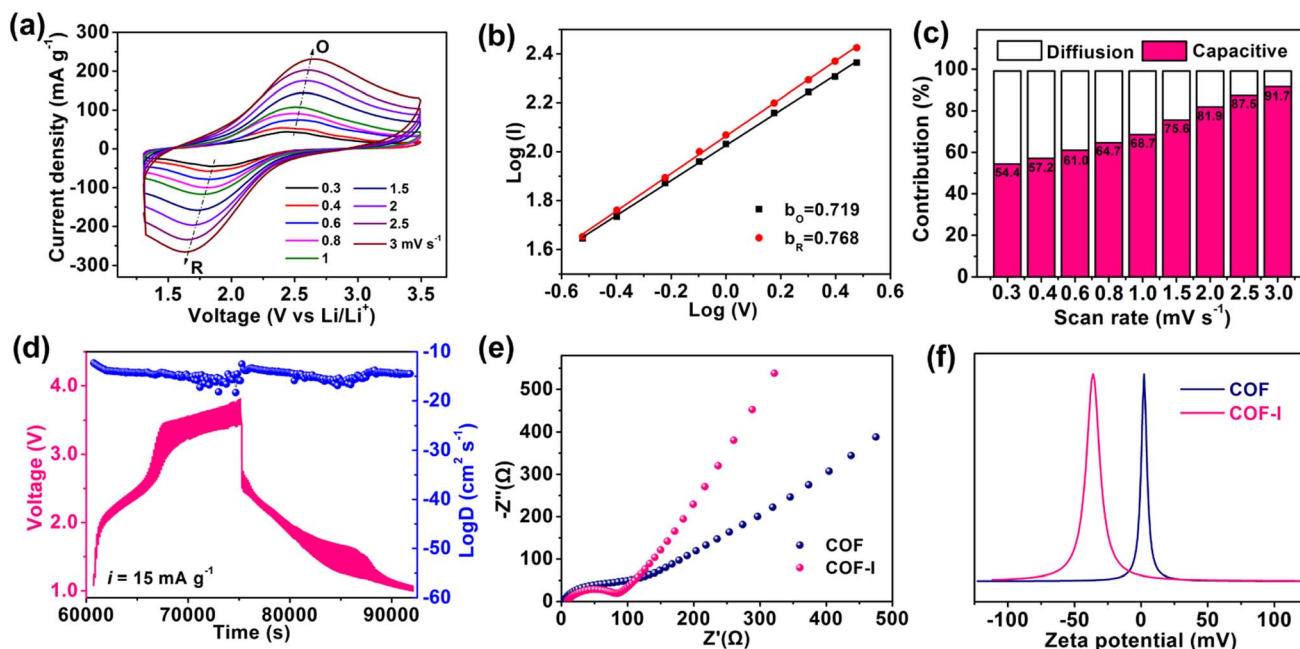 (a)
Current density (mA g⁻¹)
300
200
100
0
-100
-200
-300
O
R
0.3
0.4
0.6
0.8
1
1.5
2
2.5
3 mV s⁻¹
1.5 2.0 2.5 3.0 3.5
Voltage (V vs Li/Li⁺)
(b)
Log (I)
2.4
2.2
2.0
1.8
1.6
b_O=0.719
b_R=0.768
-0.6 -0.4 -0.2 0.0 0.2 0.4 0.6
Log (V)
(c)
Contribution (%)
100
80
60
40
20
0
Diffusion Capacitive
54.4 57.2 61.0 64.7 68.7 75.6 81.9 87.5 91.7
0.3 0.4 0.6 0.8 1.0 1.5 2.0 2.5 3.0
Scan rate (mV s⁻¹)
(d)
Voltage (V)
4.0
3.0
2.0
1.0
i = 15 mA g⁻¹
-10
-20
-30
-40
-50
-60
LogD (cm² s⁻¹)
60000 70000 80000 90000
Time (s)
(e)
-Z''(Ω)
500
400
300
200
100
0
COF
COF-I
0 100 200 300 400 500
Z'(Ω)
(f)
COF
COF-I
-100 -50 0 50 100
Zeta potential (mV)